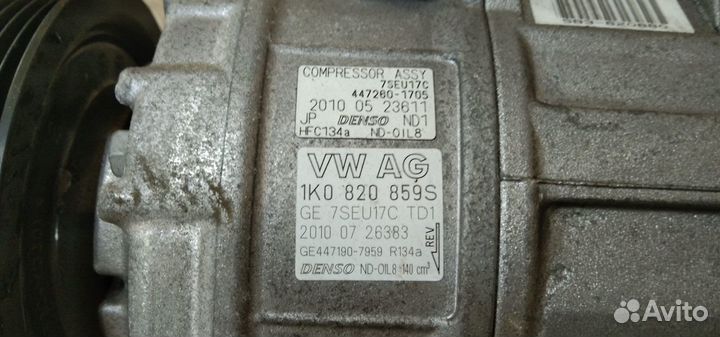 COMPRESSOR ASSY
7SEU17C
447260-1705
2010 05 23611
JP DENSO ND1
HFC134a ND-OIL8
VW AG
1K0 820 859S
GE 7SEU17C TD1
2010 07 26383
GE447190-7959 R134a
DENSO ND-OIL8-140 cm³
REV
Avito